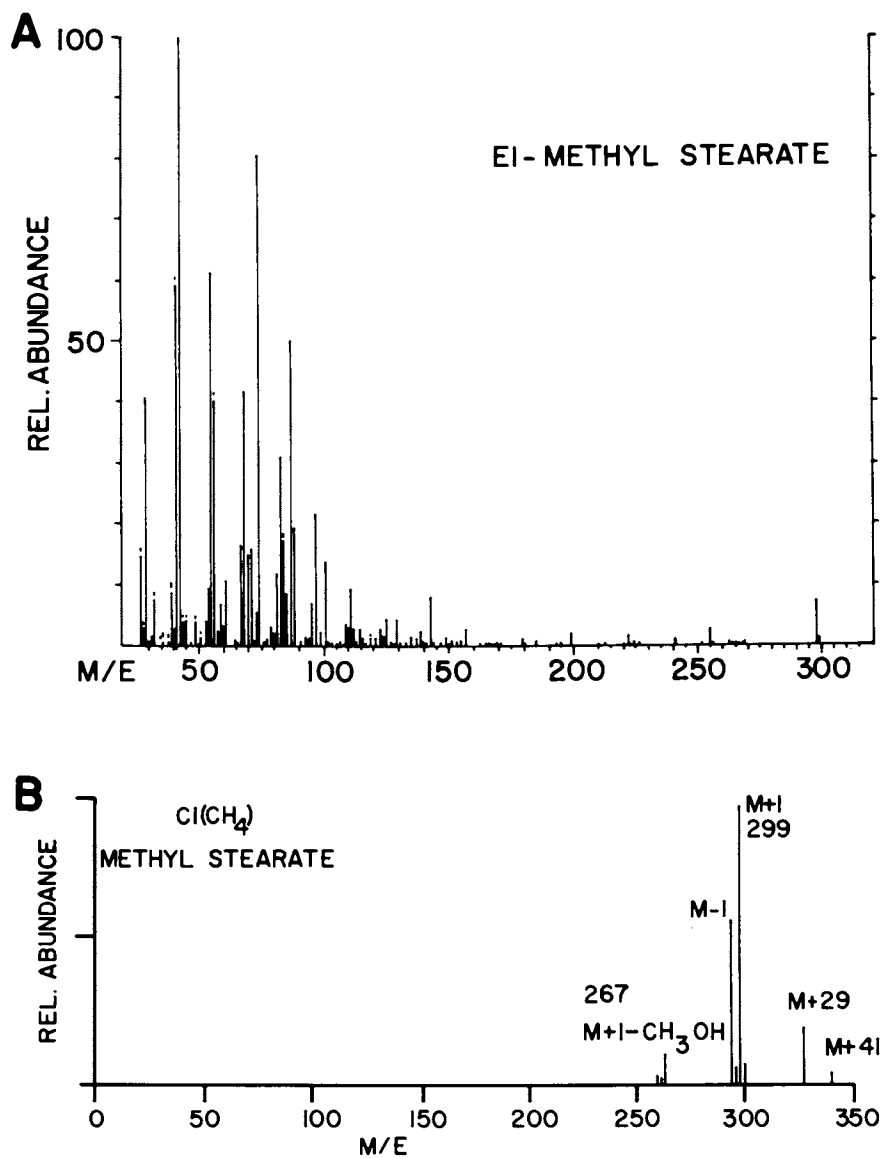 A
100
EI-METHYL STEARATE
REL. ABUNDANCE
50
M/E 50 100 150 200 250 300
B
CI(CH4)
METHYL STEARATE
M+1
299
M-1
267
M+1-CH3OH
M+29
M+41
REL. ABUNDANCE
0 50 100 150 200 250 300 350
M/E